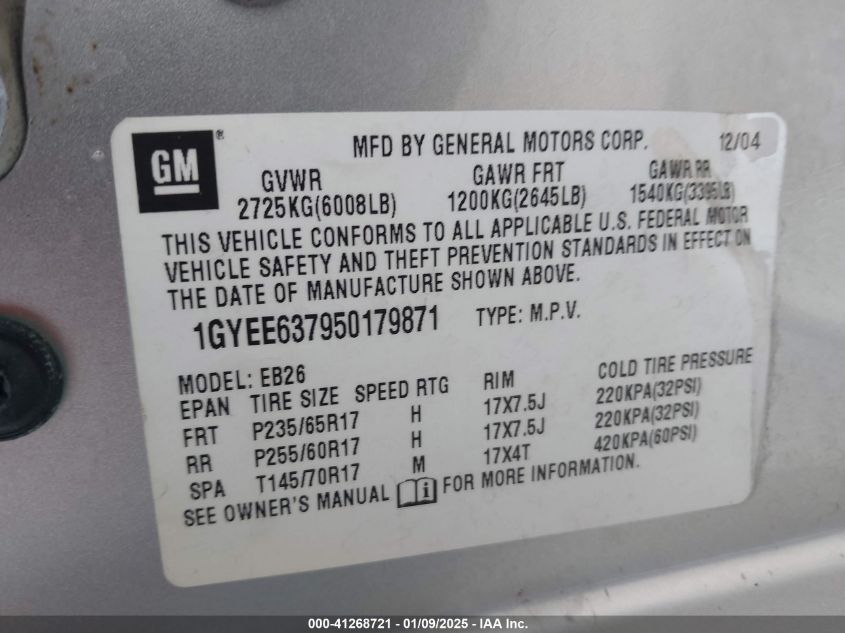 GM ® MFD BY GENERAL MOTORS CORP. 12/04
GVWR GAWR FRT GAWR RR
2725KG(6008LB) 1200KG(2645LB) 1540KG(3395LB)
THIS VEHICLE CONFORMS TO ALL APPLICABLE U.S. FEDERAL MOTOR
VEHICLE SAFETY AND THEFT PREVENTION STANDARDS IN EFFECT ON
THE DATE OF MANUFACTURE SHOWN ABOVE.
1GYEE637950179871 TYPE: M.P.V.
MODEL: EB26
EPAN TIRE SIZE SPEED RTG RIM COLD TIRE PRESSURE
FRT P235/65R17 H 17X7.5J 220KPA(32PSI)
RR P255/60R17 H 17X7.5J 220KPA(32PSI)
SPA T145/70R17 M 17X4T 420KPA(60PSI)
SEE OWNER'S MANUAL i FOR MORE INFORMATION.
000-41268721 - 01/09/2025 - IAA Inc.